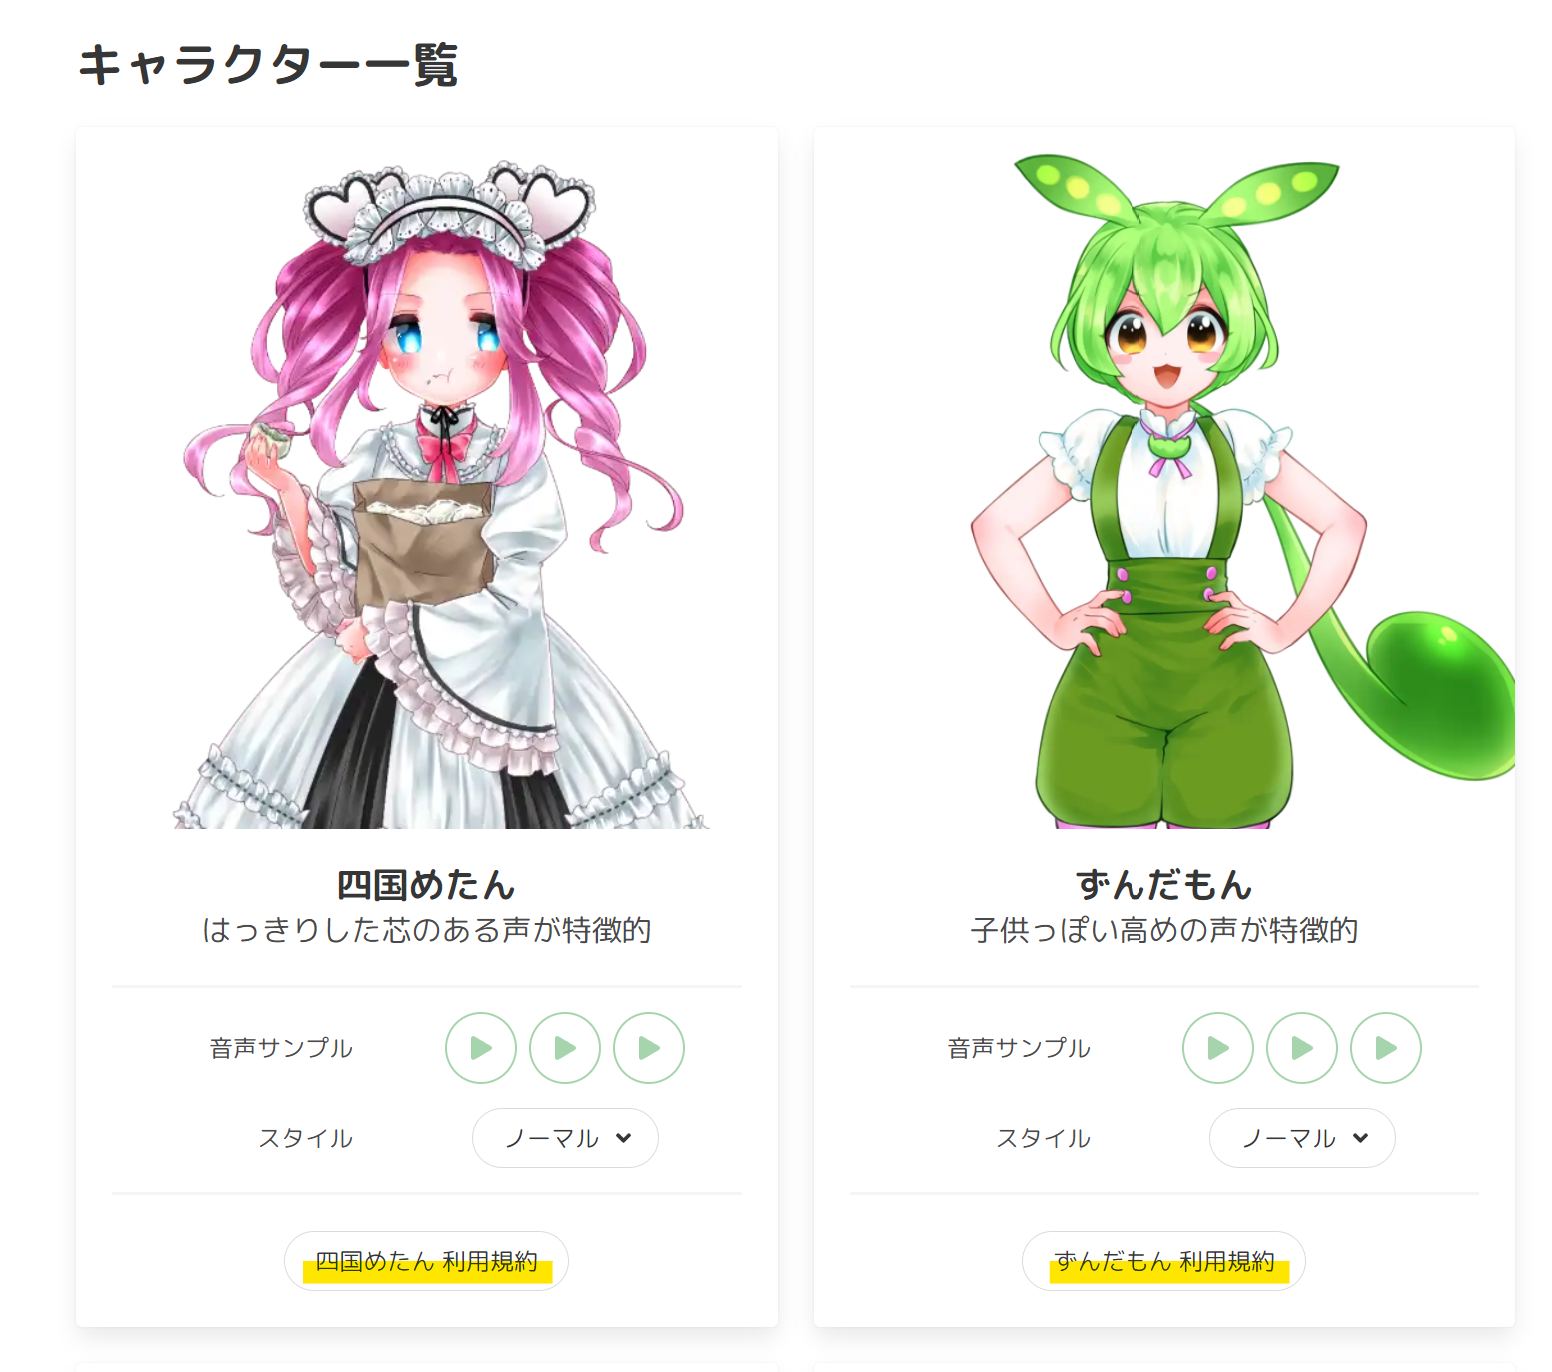 キャラクター一覧
四国めたん
はっきりした芯のある声が特徴的
音声サンプル
スタイル
ノーマル
四国めたん 利用規約
ずんだもん
子供っぽい高めの声が特徴的
音声サンプル
スタイル
ノーマル
ずんだもん 利用規約